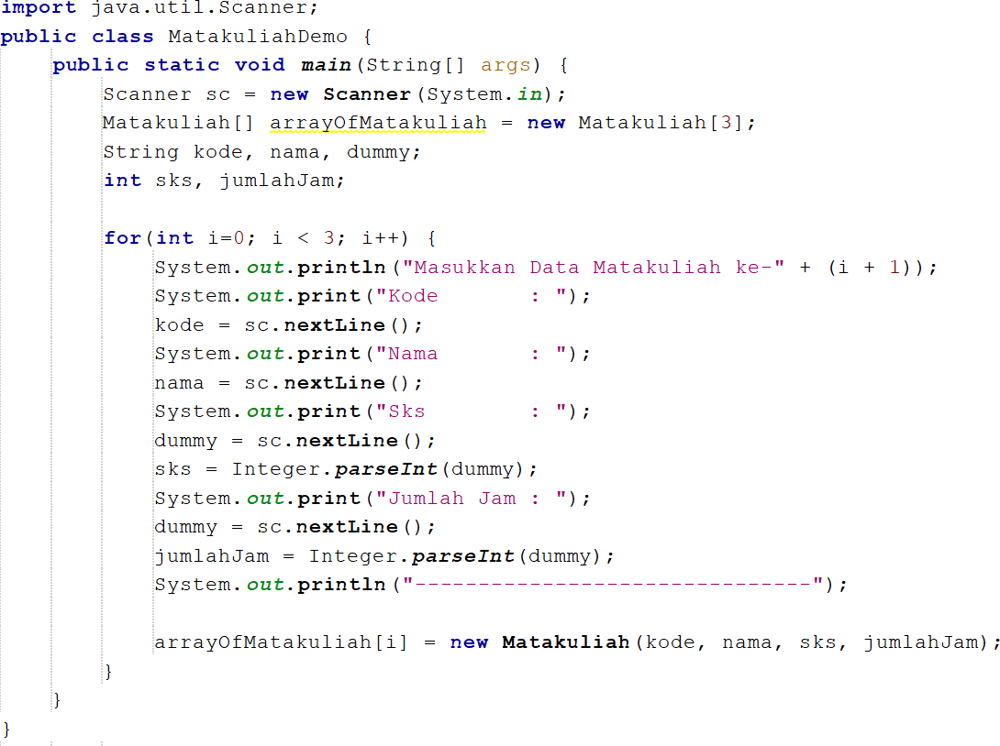 import java.util.Scanner;
public class MatakuliahDemo {
    public static void main(String[] args) {
        Scanner sc = new Scanner(System.in);
        Matakuliah[] arrayOfMatakuliah = new Matakuliah[3];
        String kode, nama, dummy;
        int sks, jumlahJam;

        for(int i=0; i < 3; i++) {
            System.out.println("Masukkan Data Matakuliah ke-" + (i + 1));
            System.out.print("Kode       : ");
            kode = sc.nextLine();
            System.out.print("Nama       : ");
            nama = sc.nextLine();
            System.out.print("Sks        : ");
            dummy = sc.nextLine();
            sks = Integer.parseInt(dummy);
            System.out.print("Jumlah Jam : ");
            dummy = sc.nextLine();
            jumlahJam = Integer.parseInt(dummy);
            System.out.println("-------------------------------");

            arrayOfMatakuliah[i] = new Matakuliah(kode, nama, sks, jumlahJam);
        }
    }
}